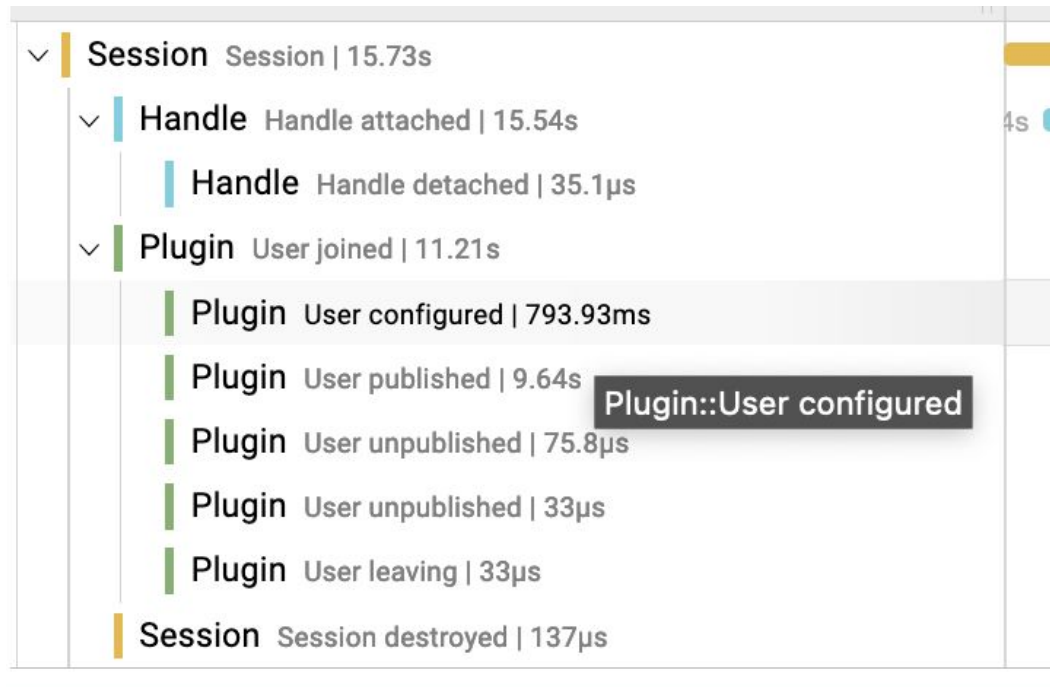 Session Session | 15.73s
Handle Handle attached | 15.54s
4s
Handle Handle detached | 35.1μs
Plugin User joined | 11.21s
Plugin User configured | 793.93ms
Plugin User published | 9.64s
Plugin::User configured
Plugin User unpublished | 75.8μs
Plugin User unpublished | 33μs
Plugin User leaving | 33μs
Session Session destroyed | 137μs